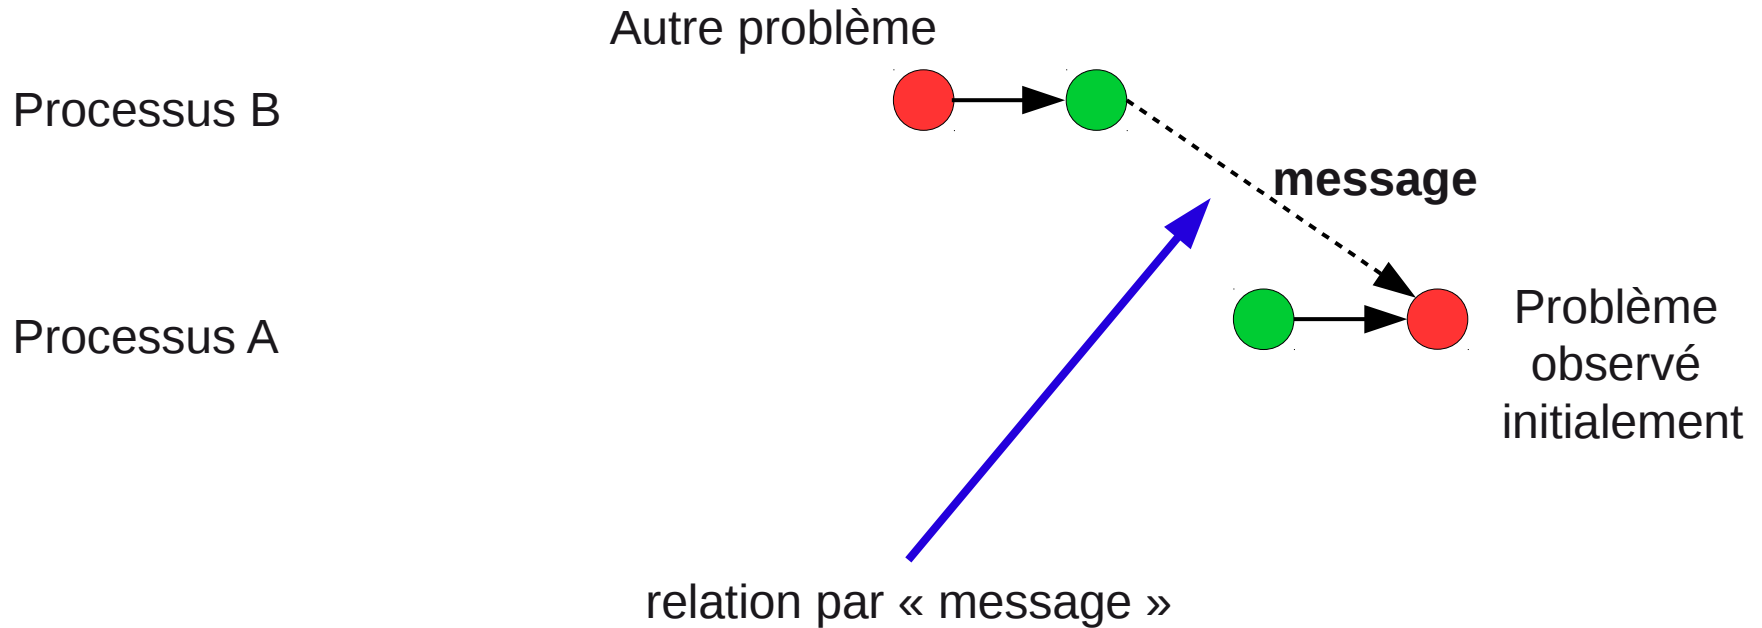 Autre problème
Processus B
message
Processus A
Problème
observé
initialement
relation par « message »